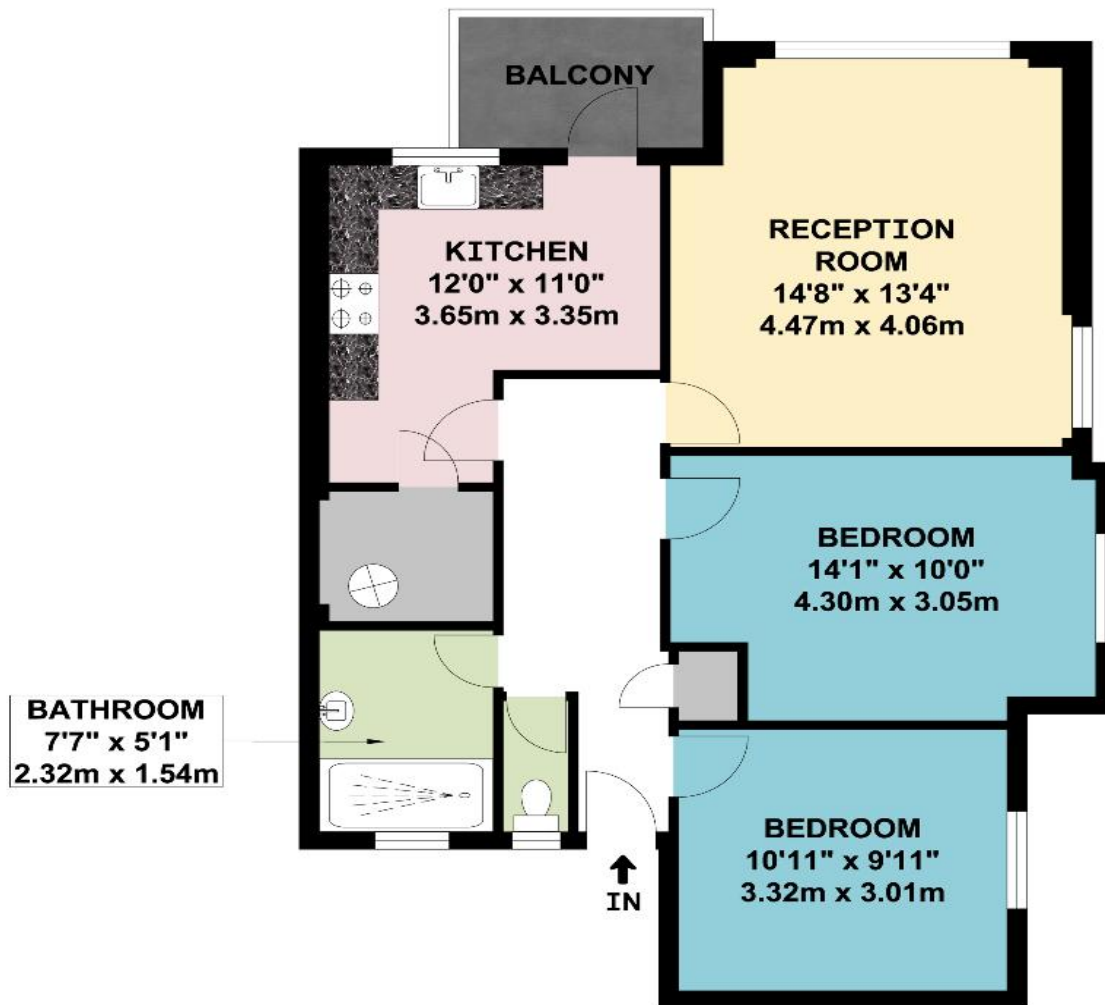 BALCONY
KITCHEN
12'0" x 11'0"
3.65m x 3.35m
RECEPTION
ROOM
14'8" x 13'4"
4.47m x 4.06m
BEDROOM
14'1" x 10'0"
4.30m x 3.05m
BATHROOM
7'7" x 5'1"
2.32m x 1.54m
BEDROOM
10'11" x 9'11"
3.32m x 3.01m
IN